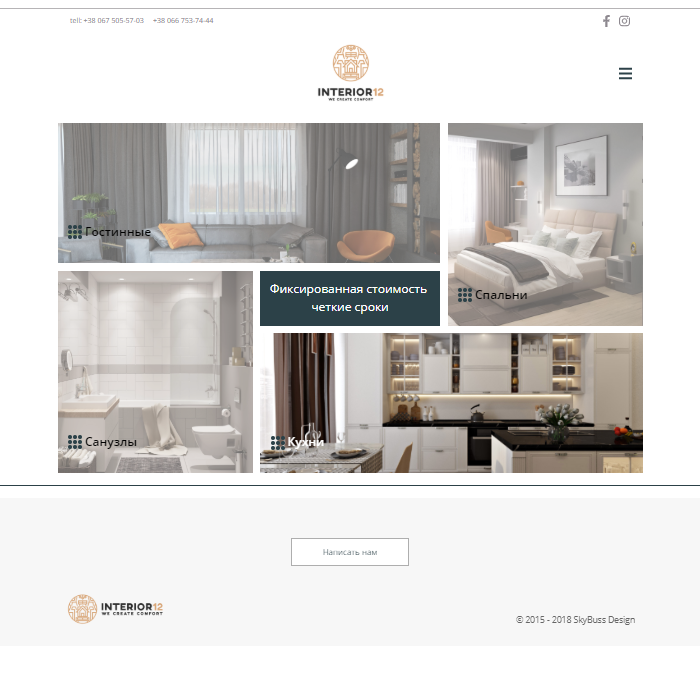 tell: +38 067 505-57-03 +38 066 753-74-44
INTERIOR12
WE CREATE COMFORT
Гостинные
Фиксированная стоимость
четкие сроки
Спальни
Санузлы
Кухни
Написать нам
INTERIOR12
WE CREATE COMFORT
© 2015 - 2018 SkyBuss Design